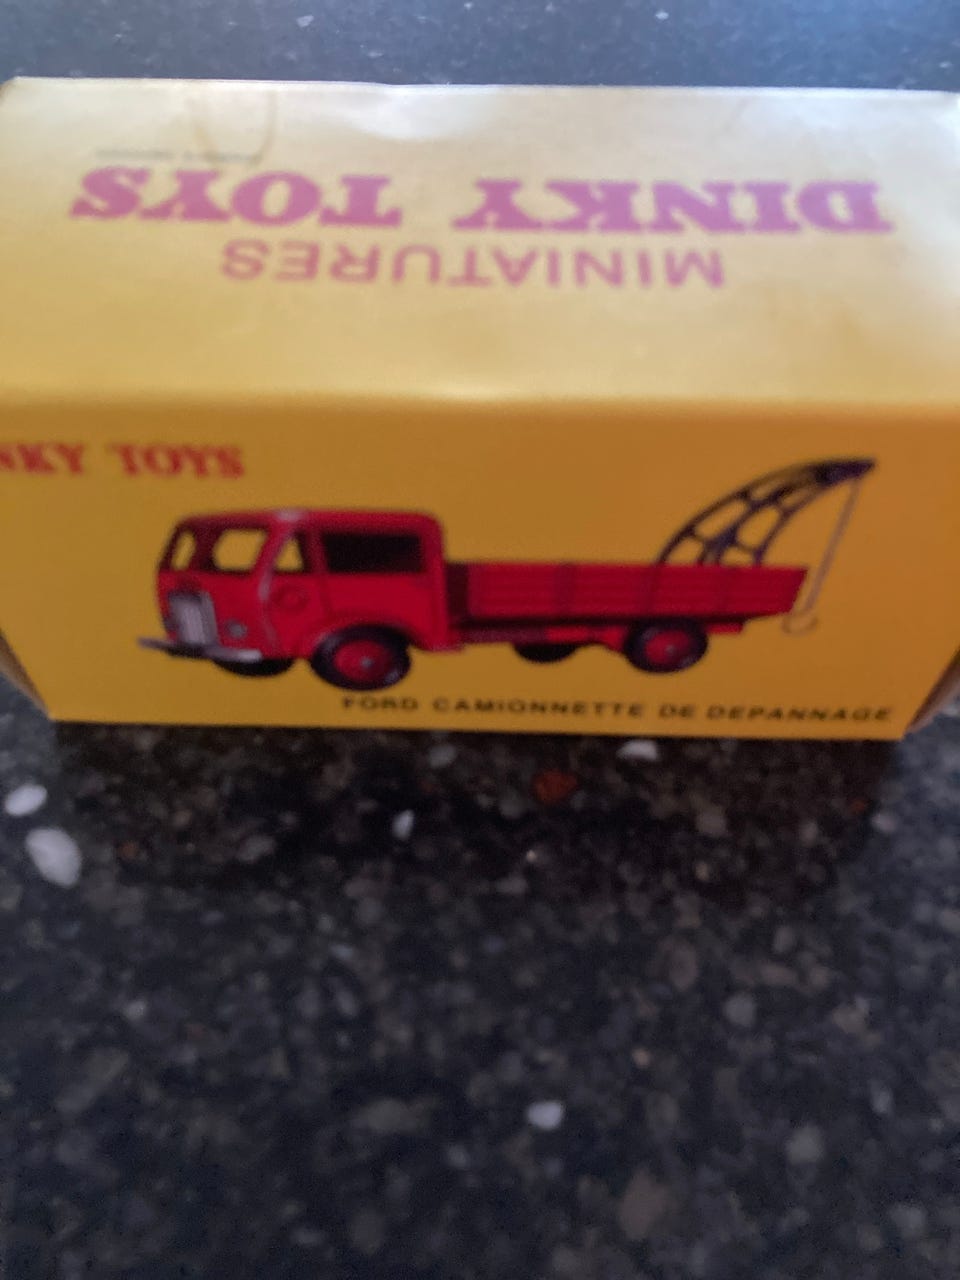 DINKY TOYS
MINIATURES
NKY TOYS
FORD CAMIONNETTE DE DEPANNAGE